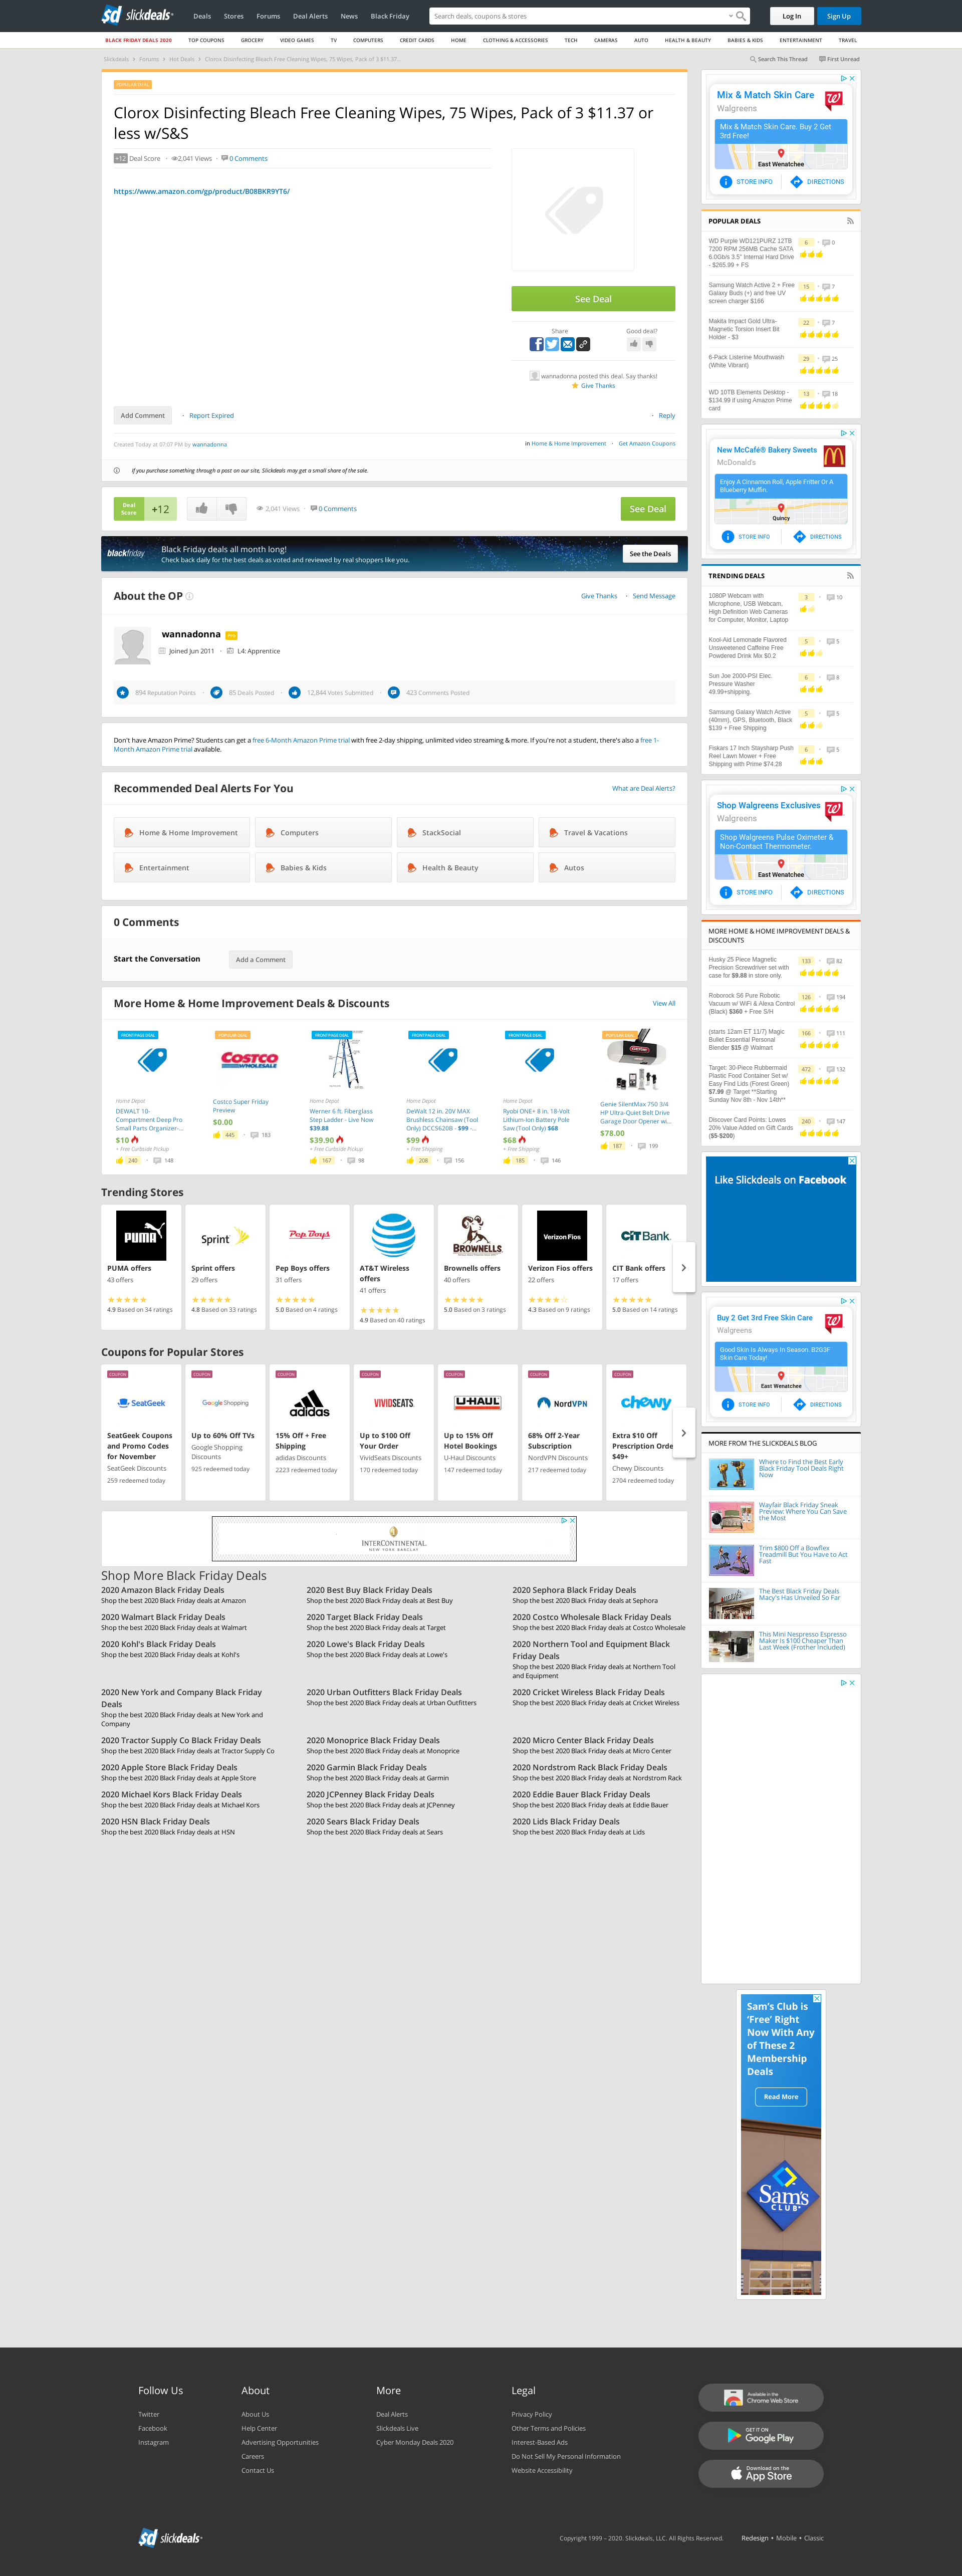 slickdeals
Deals
Stores
Forums
Deal Alerts
News
Black Friday
Search deals, coupons & stores
Log In
Sign Up
BLACK FRIDAY DEALS 2020
TOP COUPONS
GROCERY
VIDEO GAMES
TV
COMPUTERS
CREDIT CARDS
HOME
CLOTHING & ACCESSORIES
TECH
CAMERAS
AUTO
HEALTH & BEAUTY
BABIES & KIDS
ENTERTAINMENT
TRAVEL
Slickdeals > Forums > Hot Deals > Clorox Disinfecting Bleach Free Cleaning Wipes, 75 Wipes, Pack of 3 $11.37...
Search This Thread
First Unread
POPULAR DEAL
Clorox Disinfecting Bleach Free Cleaning Wipes, 75 Wipes, Pack of 3 $11.37 or
less w/S&S
+12 Deal Score · 2,041 Views · 0 Comments
https://www.amazon.com/gp/product/B08BKR9YT6/
See Deal
Share
Good deal?
wannadonna posted this deal. Say thanks!
Give Thanks
Add Comment · Report Expired
· Reply
Created Today at 07:07 PM by wannadonna
in Home & Home Improvement · Get Amazon Coupons
If you purchase something through a post on our site, Slickdeals may get a small share of the sale.
Deal
Score
+12
2,041 Views · 0 Comments
See Deal
blackfriday
Black Friday deals all month long!
Check back daily for the best deals as voted and reviewed by real shoppers like you.
See the Deals
About the OP
Give Thanks · Send Message
wannadonna Pro
Joined Jun 2011 · L4: Apprentice
894 Reputation Points · 85 Deals Posted · 12,844 Votes Submitted · 423 Comments Posted
Don't have Amazon Prime? Students can get a free 6-Month Amazon Prime trial with free 2-day shipping, unlimited video streaming & more. If you're not a student, there's also a free 1-
Month Amazon Prime trial available.
Recommended Deal Alerts For You
What are Deal Alerts?
Home & Home Improvement
Computers
StackSocial
Travel & Vacations
Entertainment
Babies & Kids
Health & Beauty
Autos
0 Comments
Start the Conversation
Add a Comment
More Home & Home Improvement Deals & Discounts
View All
FRONTPAGE DEAL
Home Depot
DEWALT 10-
Compartment Deep Pro
Small Parts Organizer-...
$10
+ Free Curbside Pickup
240 · 148
POPULAR DEAL
COSTCO
WHOLESALE
Costco Super Friday
Preview
$0.00
445 · 183
FRONTPAGE DEAL
Home Depot
Werner 6 ft. Fiberglass
Step Ladder - Live Now
$39.88
$39.90
+ Free Curbside Pickup
167 · 98
FRONTPAGE DEAL
Home Depot
DeWalt 12 in. 20V MAX
Brushless Chainsaw (Tool
Only) DCCS620B - $99 -...
$99
+ Free Shipping
208 · 156
FRONTPAGE DEAL
Home Depot
Ryobi ONE+ 8 in. 18-Volt
Lithium-Ion Battery Pole
Saw (Tool Only) $68
$68
+ Free Shipping
185 · 146
POPULAR DEAL
Genie SilentMax 750 3/4
HP Ultra-Quiet Belt Drive
Garage Door Opener wi...
$78.00
187 · 199
Trending Stores
PUMA
PUMA offers
43 offers
4.9 Based on 34 ratings
Sprint
Sprint offers
29 offers
4.8 Based on 33 ratings
Pep Boys
Pep Boys offers
31 offers
5.0 Based on 4 ratings
AT&T Wireless
offers
41 offers
4.9 Based on 40 ratings
BROWNELLS
Brownells offers
40 offers
5.0 Based on 3 ratings
Verizon Fios
Verizon Fios offers
22 offers
4.3 Based on 9 ratings
CIT Bank
CIT Bank offers
17 offers
5.0 Based on 14 ratings
Coupons for Popular Stores
COUPON
SeatGeek
SeatGeek Coupons
and Promo Codes
for November
SeatGeek Discounts
259 redeemed today
COUPON
Google Shopping
Up to 60% Off TVs
Google Shopping
Discounts
925 redeemed today
COUPON
adidas
15% Off + Free
Shipping
adidas Discounts
2223 redeemed today
COUPON
VIVIDSEATS
Up to $100 Off
Your Order
VividSeats Discounts
170 redeemed today
COUPON
U-HAUL
Up to 15% Off
Hotel Bookings
U-Haul Discounts
147 redeemed today
COUPON
NordVPN
68% Off 2-Year
Subscription
NordVPN Discounts
217 redeemed today
COUPON
chewy
Extra $10 Off
Prescription Orde
$49+
Chewy Discounts
2704 redeemed today
INTERCONTINENTAL
NEW YORK BARCLAY
Shop More Black Friday Deals
2020 Amazon Black Friday Deals
Shop the best 2020 Black Friday deals at Amazon
2020 Best Buy Black Friday Deals
Shop the best 2020 Black Friday deals at Best Buy
2020 Sephora Black Friday Deals
Shop the best 2020 Black Friday deals at Sephora
2020 Walmart Black Friday Deals
Shop the best 2020 Black Friday deals at Walmart
2020 Target Black Friday Deals
Shop the best 2020 Black Friday deals at Target
2020 Costco Wholesale Black Friday Deals
Shop the best 2020 Black Friday deals at Costco Wholesale
2020 Kohl's Black Friday Deals
Shop the best 2020 Black Friday deals at Kohl's
2020 Lowe's Black Friday Deals
Shop the best 2020 Black Friday deals at Lowe's
2020 Northern Tool and Equipment Black
Friday Deals
Shop the best 2020 Black Friday deals at Northern Tool
and Equipment
2020 New York and Company Black Friday
Deals
Shop the best 2020 Black Friday deals at New York and
Company
2020 Urban Outfitters Black Friday Deals
Shop the best 2020 Black Friday deals at Urban Outfitters
2020 Cricket Wireless Black Friday Deals
Shop the best 2020 Black Friday deals at Cricket Wireless
2020 Tractor Supply Co Black Friday Deals
Shop the best 2020 Black Friday deals at Tractor Supply Co
2020 Monoprice Black Friday Deals
Shop the best 2020 Black Friday deals at Monoprice
2020 Micro Center Black Friday Deals
Shop the best 2020 Black Friday deals at Micro Center
2020 Apple Store Black Friday Deals
Shop the best 2020 Black Friday deals at Apple Store
2020 Garmin Black Friday Deals
Shop the best 2020 Black Friday deals at Garmin
2020 Nordstrom Rack Black Friday Deals
Shop the best 2020 Black Friday deals at Nordstrom Rack
2020 Michael Kors Black Friday Deals
Shop the best 2020 Black Friday deals at Michael Kors
2020 JCPenney Black Friday Deals
Shop the best 2020 Black Friday deals at JCPenney
2020 Eddie Bauer Black Friday Deals
Shop the best 2020 Black Friday deals at Eddie Bauer
2020 HSN Black Friday Deals
Shop the best 2020 Black Friday deals at HSN
2020 Sears Black Friday Deals
Shop the best 2020 Black Friday deals at Sears
2020 Lids Black Friday Deals
Shop the best 2020 Black Friday deals at Lids
Mix & Match Skin Care
Walgreens
Mix & Match Skin Care. Buy 2 Get
3rd Free!
East Wenatchee
STORE INFO
DIRECTIONS
POPULAR DEALS
WD Purple WD121PURZ 12TB
7200 RPM 256MB Cache SATA
6.0Gb/s 3.5" Internal Hard Drive
- $265.99 + FS
6 · 0
Samsung Watch Active 2 + Free
Galaxy Buds (+) and free UV
screen charger $166
15 · 7
Makita Impact Gold Ultra-
Magnetic Torsion Insert Bit
Holder - $3
22 · 7
6-Pack Listerine Mouthwash
(White Vibrant)
29 · 25
WD 10TB Elements Desktop -
$134.99 if using Amazon Prime
card
13 · 18
New McCafé® Bakery Sweets
McDonald's
Enjoy A Cinnamon Roll, Apple Fritter Or A
Blueberry Muffin.
Quincy
STORE INFO
DIRECTIONS
TRENDING DEALS
1080P Webcam with
Microphone, USB Webcam,
High Definition Web Cameras
for Computer, Monitor, Laptop
3 · 10
Kool-Aid Lemonade Flavored
Unsweetened Caffeine Free
Powdered Drink Mix $0.2
5 · 5
Sun Joe 2000-PSI Elec.
Pressure Washer
49.99+shipping.
6 · 8
Samsung Galaxy Watch Active
(40mm), GPS, Bluetooth, Black
$139 + Free Shipping
5 · 5
Fiskars 17 Inch Staysharp Push
Reel Lawn Mower + Free
Shipping with Prime $74.28
6 · 5
Shop Walgreens Exclusives
Walgreens
Shop Walgreens Pulse Oximeter &
Non-Contact Thermometer.
East Wenatchee
STORE INFO
DIRECTIONS
MORE HOME & HOME IMPROVEMENT DEALS &
DISCOUNTS
Husky 25 Piece Magnetic
Precision Screwdriver set with
case for $9.88 in store only.
133 · 82
Roborock S6 Pure Robotic
Vacuum w/ WiFi & Alexa Control
(Black) $360 + Free S/H
126 · 194
(starts 12am ET 11/7) Magic
Bullet Essential Personal
Blender $15 @ Walmart
166 · 111
Target: 30-Piece Rubbermaid
Plastic Food Container Set w/
Easy Find Lids (Forest Green)
$7.99 @ Target **Starting
Sunday Nov 8th - Nov 14th**
472 · 132
Discover Card Points: Lowes
20% Value Added on Gift Cards
($5-$200)
240 · 147
Like Slickdeals on Facebook
Buy 2 Get 3rd Free Skin Care
Walgreens
Good Skin Is Always In Season. B2G3F
Skin Care Today!
East Wenatchee
STORE INFO
DIRECTIONS
MORE FROM THE SLICKDEALS BLOG
Where to Find the Best Early
Black Friday Tool Deals Right
Now
Wayfair Black Friday Sneak
Preview: Where You Can Save
the Most
Trim $800 Off a Bowflex
Treadmill But You Have to Act
Fast
The Best Black Friday Deals
Macy's Has Unveiled So Far
This Mini Nespresso Espresso
Maker Is $100 Cheaper Than
Last Week (Frother Included)
Sam's Club is
'Free' Right
Now With Any
of These 2
Membership
Deals
Read More
Sam's
CLUB
Follow Us
Twitter
Facebook
Instagram
About
About Us
Help Center
Advertising Opportunities
Careers
Contact Us
More
Deal Alerts
Slickdeals Live
Cyber Monday Deals 2020
Legal
Privacy Policy
Other Terms and Policies
Interest-Based Ads
Do Not Sell My Personal Information
Website Accessibility
Available in the
Chrome Web Store
GET IT ON
Google Play
Download on the
App Store
slickdeals
Copyright 1999 – 2020. Slickdeals, LLC. All Rights Reserved.
Redesign • Mobile • Classic